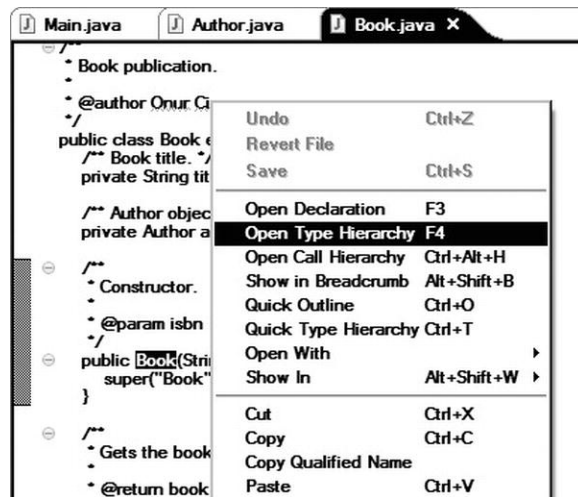 Main.java Author.java Book.java
/**
* Book publication.
*
* @author Onur
*/
public class Book
/** Book title. */
private String
/** Author
private Author
/**
* Constructor.
*
* @param isbn
*/
public Book(
super("Book"
}
/**
* Gets the book
*
* @return book
Undo Ctrl+Z
Revert File
Save Ctrl+S
Open Declaration F3
Open Type Hierarchy F4
Open Call Hierarchy Ctrl+Alt+H
Show in Breadcrumb Alt+Shift+B
Quick Outline Ctrl+O
Quick Type Hierarchy Ctrl+T
Open With
Show In Alt+Shift+W
Cut Ctrl+X
Copy Ctrl+C
Copy Qualified Name
Paste Ctrl+V